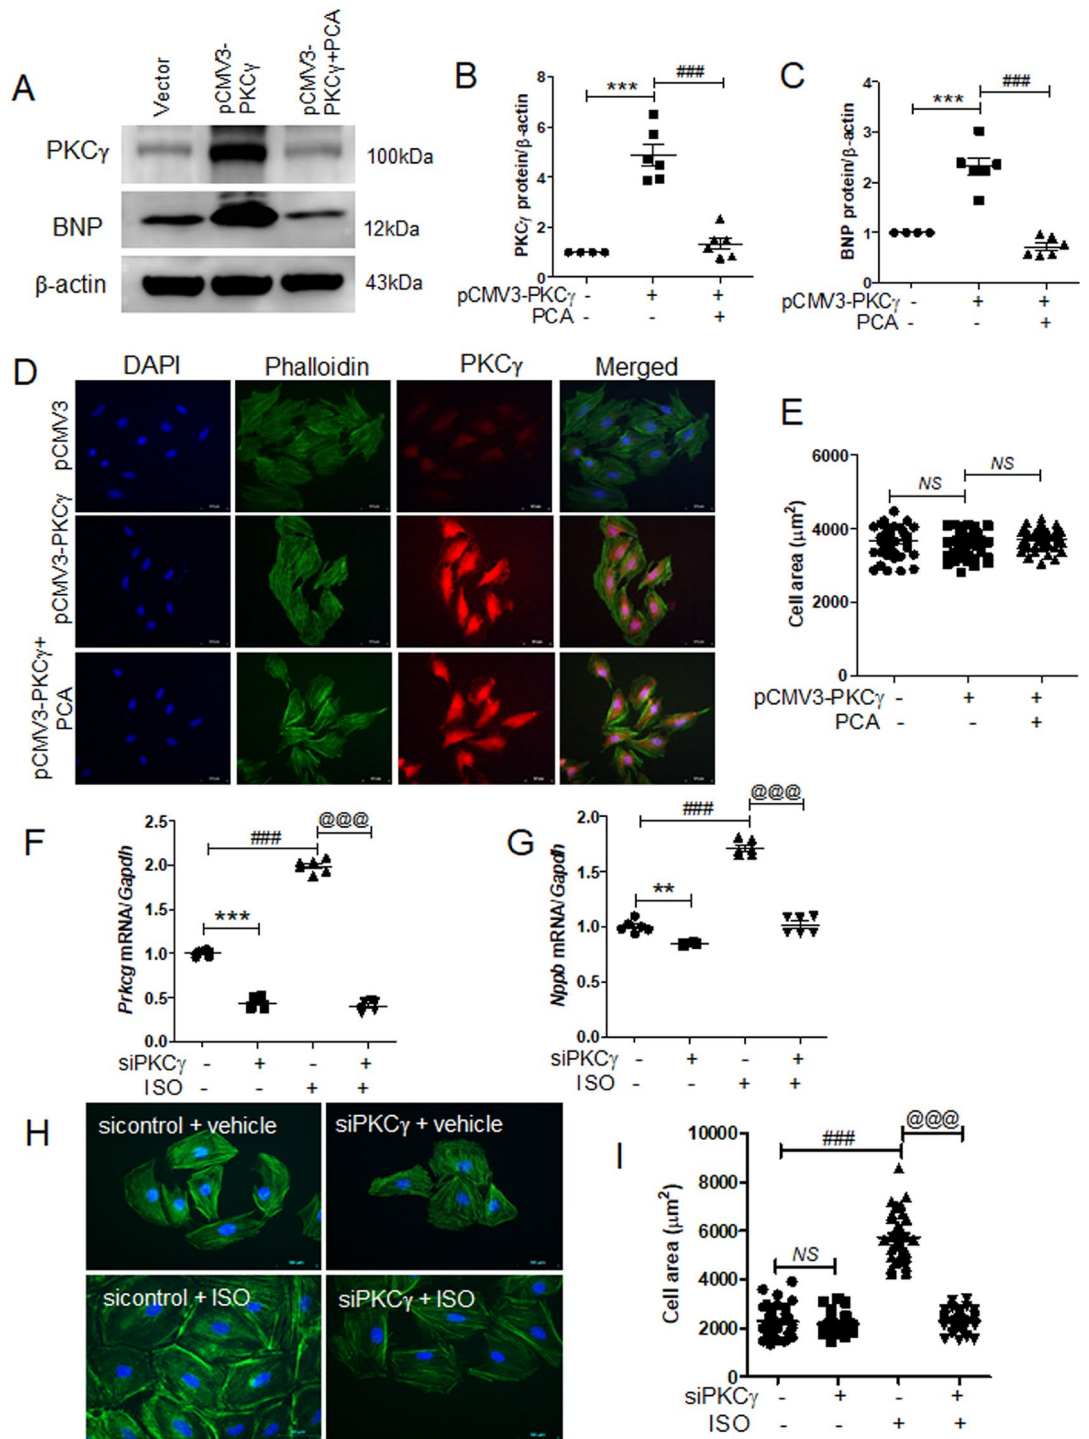 A
Vector
pCMV3-
PKCγ
pCMV3-
PKCγ+PCA
PKCγ
100kDa
BNP
12kDa
β-actin
43kDa
B
PKCγ protein/β-actin
8
6
4
2
0
***
###
pCMV3-PKCγ - + +
PCA - - +
C
BNP protein/β-actin
4
3
2
1
0
***
###
pCMV3-PKCγ - + +
PCA - - +
D
DAPI Phalloidin PKCγ Merged
pCMV3
pCMV3-PKCγ
pCMV3-PKCγ+
PCA
E
Cell area (μm²)
6000
4000
2000
0
NS
NS
pCMV3-PKCγ - + +
PCA - - +
F
Prkcg mRNA/Gapdh
2.5
2.0
1.5
1.0
0.5
0.0
***
###
@@@
siPKCγ - + - +
ISO - - + +
G
Nppb mRNA/Gapdh
2.0
1.5
1.0
0.5
0.0
**
###
@@@
siPKCγ - + - +
ISO - - + +
H
sicontrol + vehicle
siPKCγ + vehicle
sicontrol + ISO
siPKCγ + ISO
I
Cell area (μm²)
10000
8000
6000
4000
2000
0
NS
###
@@@
siPKCγ - + - +
ISO - - + +